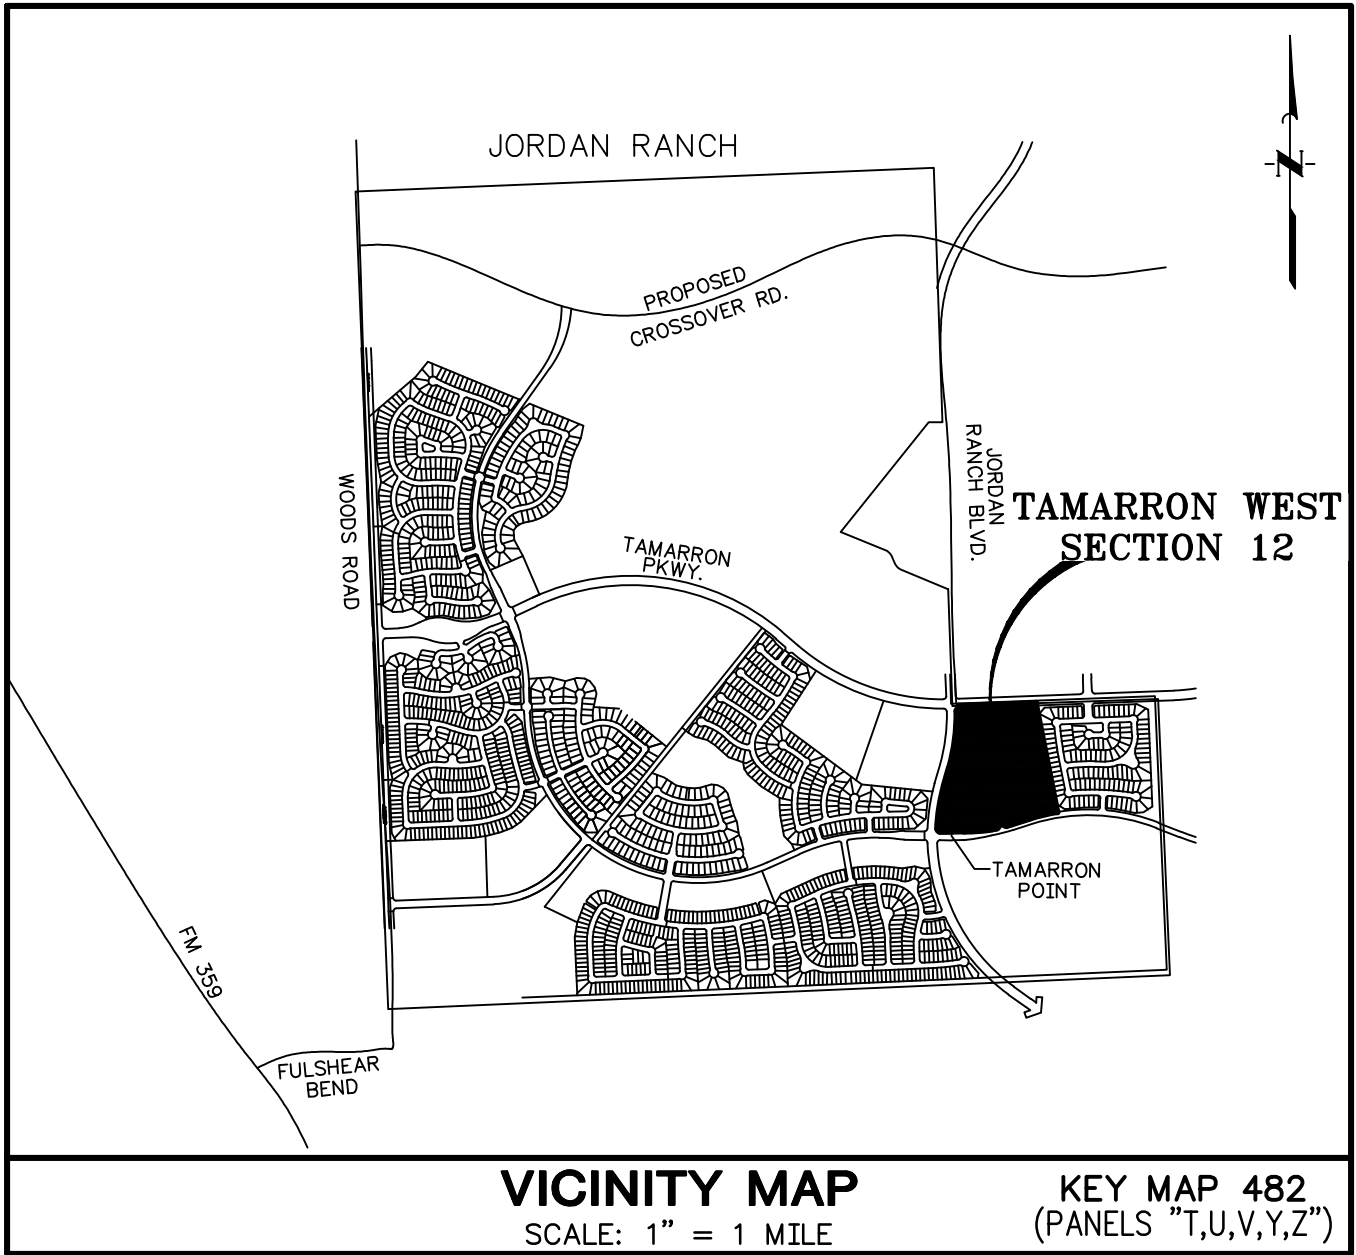 JORDAN RANCH
N
PROPOSED
CROSSOVER RD.
JORDAN
RANCH BLVD.
WOODS ROAD
TAMARRON WEST
SECTION 12
TAMARRON
PKWY.
TAMARRON
POINT
FM 359
FULSHEAR
BEND
VICINITY MAP
SCALE: 1" = 1 MILE
KEY MAP 482
(PANELS "T,U,V,Y,Z")